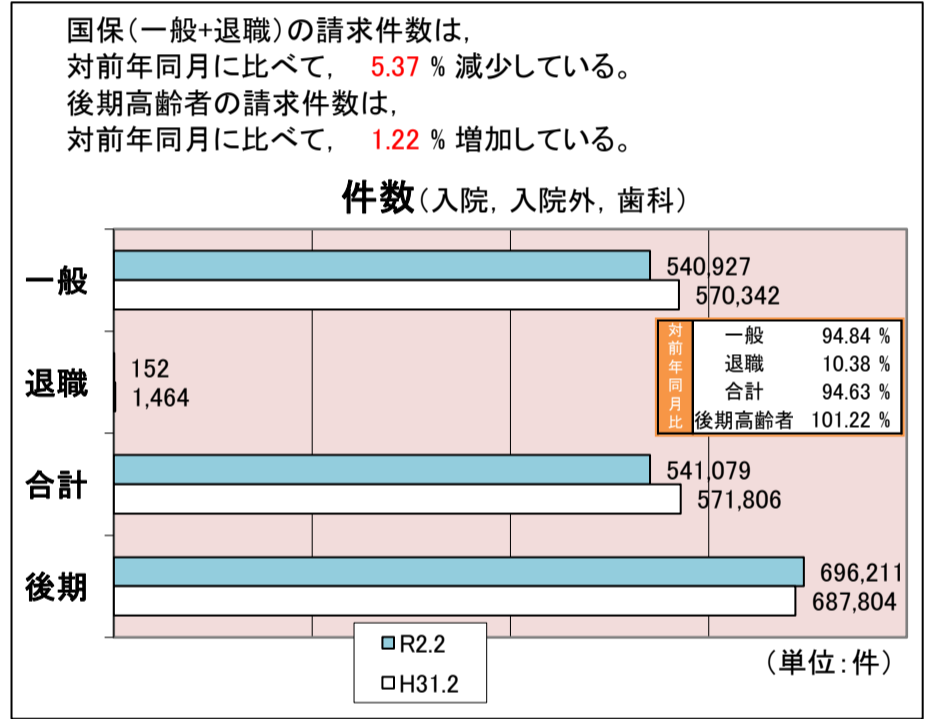 国保(一般+退職)の請求件数は,
対前年同月に比べて, 5.37 % 減少している。
後期高齢者の請求件数は,
対前年同月に比べて, 1.22 % 増加している。
件数(入院, 入院外, 歯科)
一般
540,927
570,342
対前年同月比
一般 94.84 %
退職 10.38 %
合計 94.63 %
後期高齢者 101.22 %
退職
152
1,464
合計
541,079
571,806
後期
696,211
687,804
R2.2
H31.2
(単位:件)